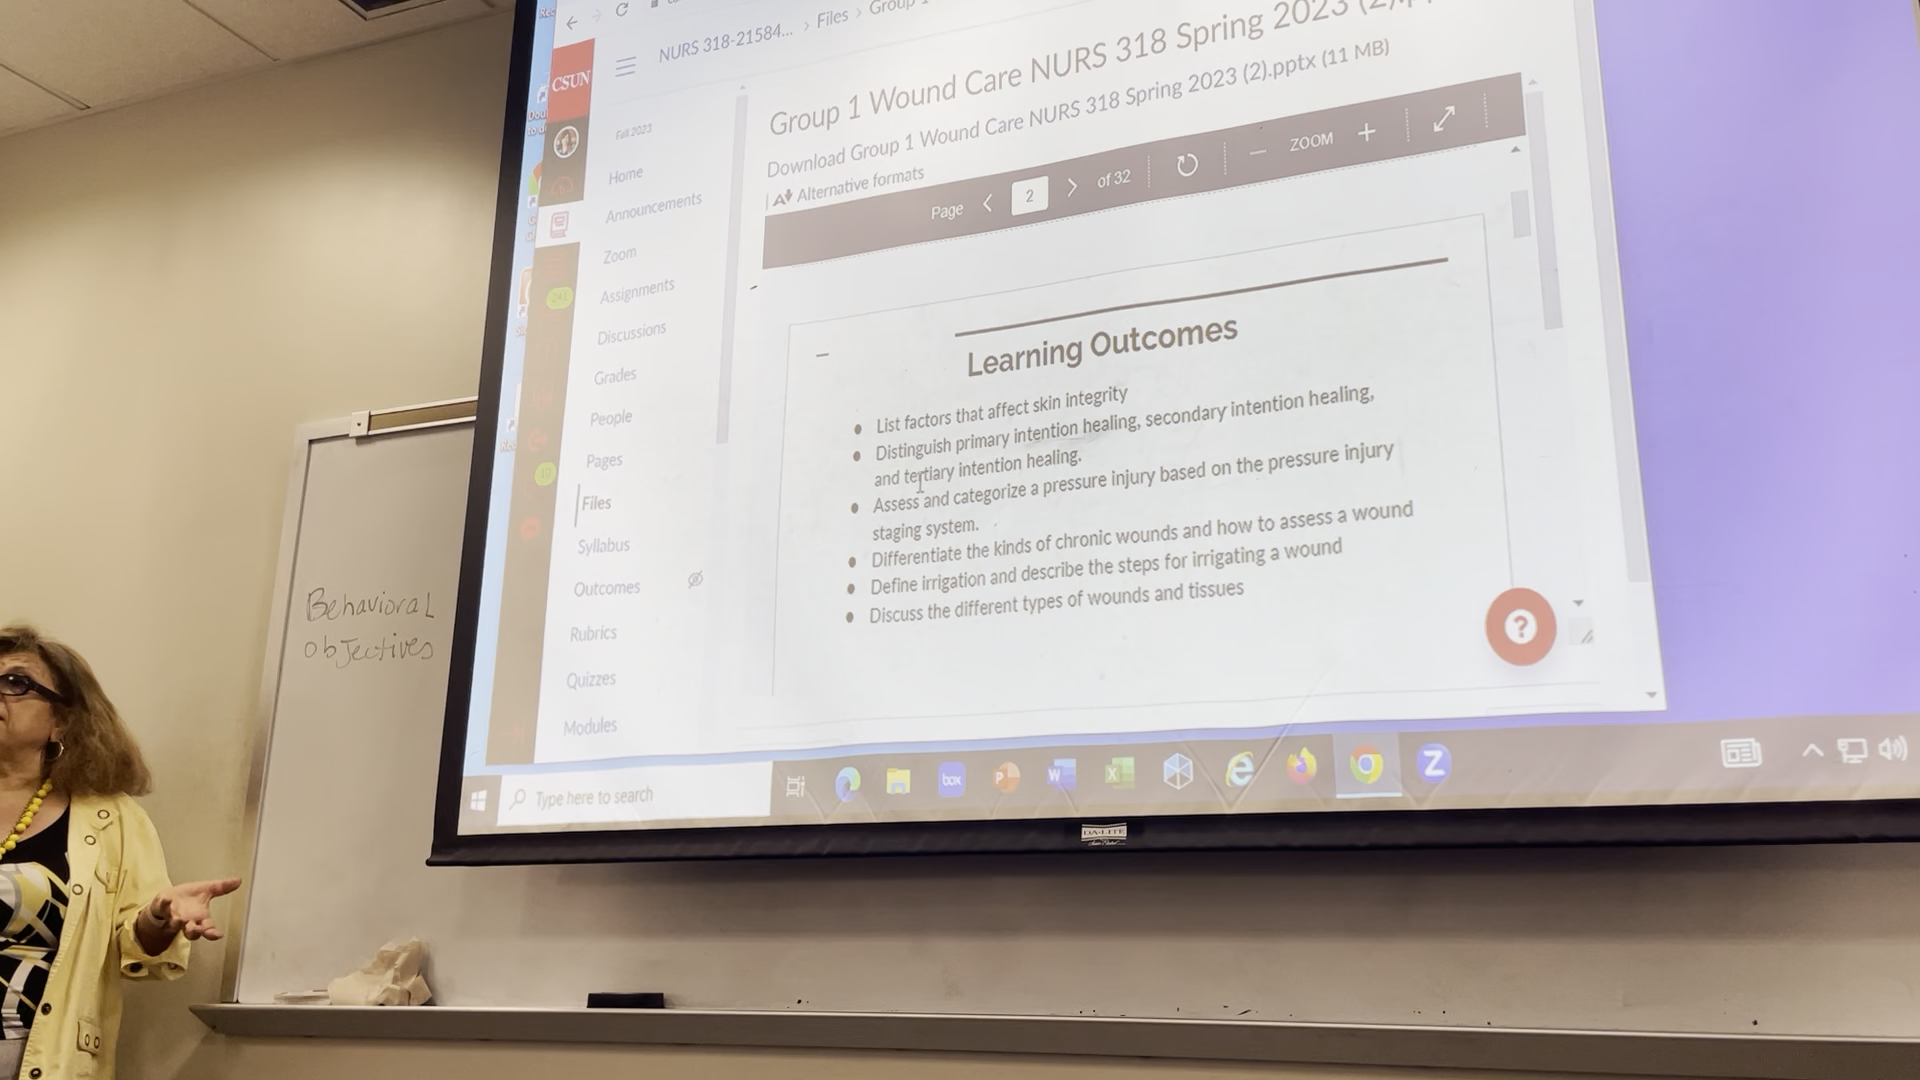 NURS 318-21584... > Files > Group
CSUN
Group 1 Wound Care NURS 318 Spring 2023 (2).p
Download Group 1 Wound Care NURS 318 Spring 2023 (2).pptx (11 MB)
Alternative formats
Page 2 of 32 ZOOM
Fall 2023
Home
Announcements
Zoom
Assignments
Discussions
Grades
People
Pages
Files
Syllabus
Outcomes
Rubrics
Quizzes
Modules
241
Learning Outcomes
● List factors that affect skin integrity
● Distinguish primary intention healing, secondary intention healing,
and tertiary intention healing.
● Assess and categorize a pressure injury based on the pressure injury
staging system.
● Differentiate the kinds of chronic wounds and how to assess a wound
● Define irrigation and describe the steps for irrigating a wound
● Discuss the different types of wounds and tissues
?
Behavioral
objectives
Type here to search
box
P
W
X
Z
DA-LITE